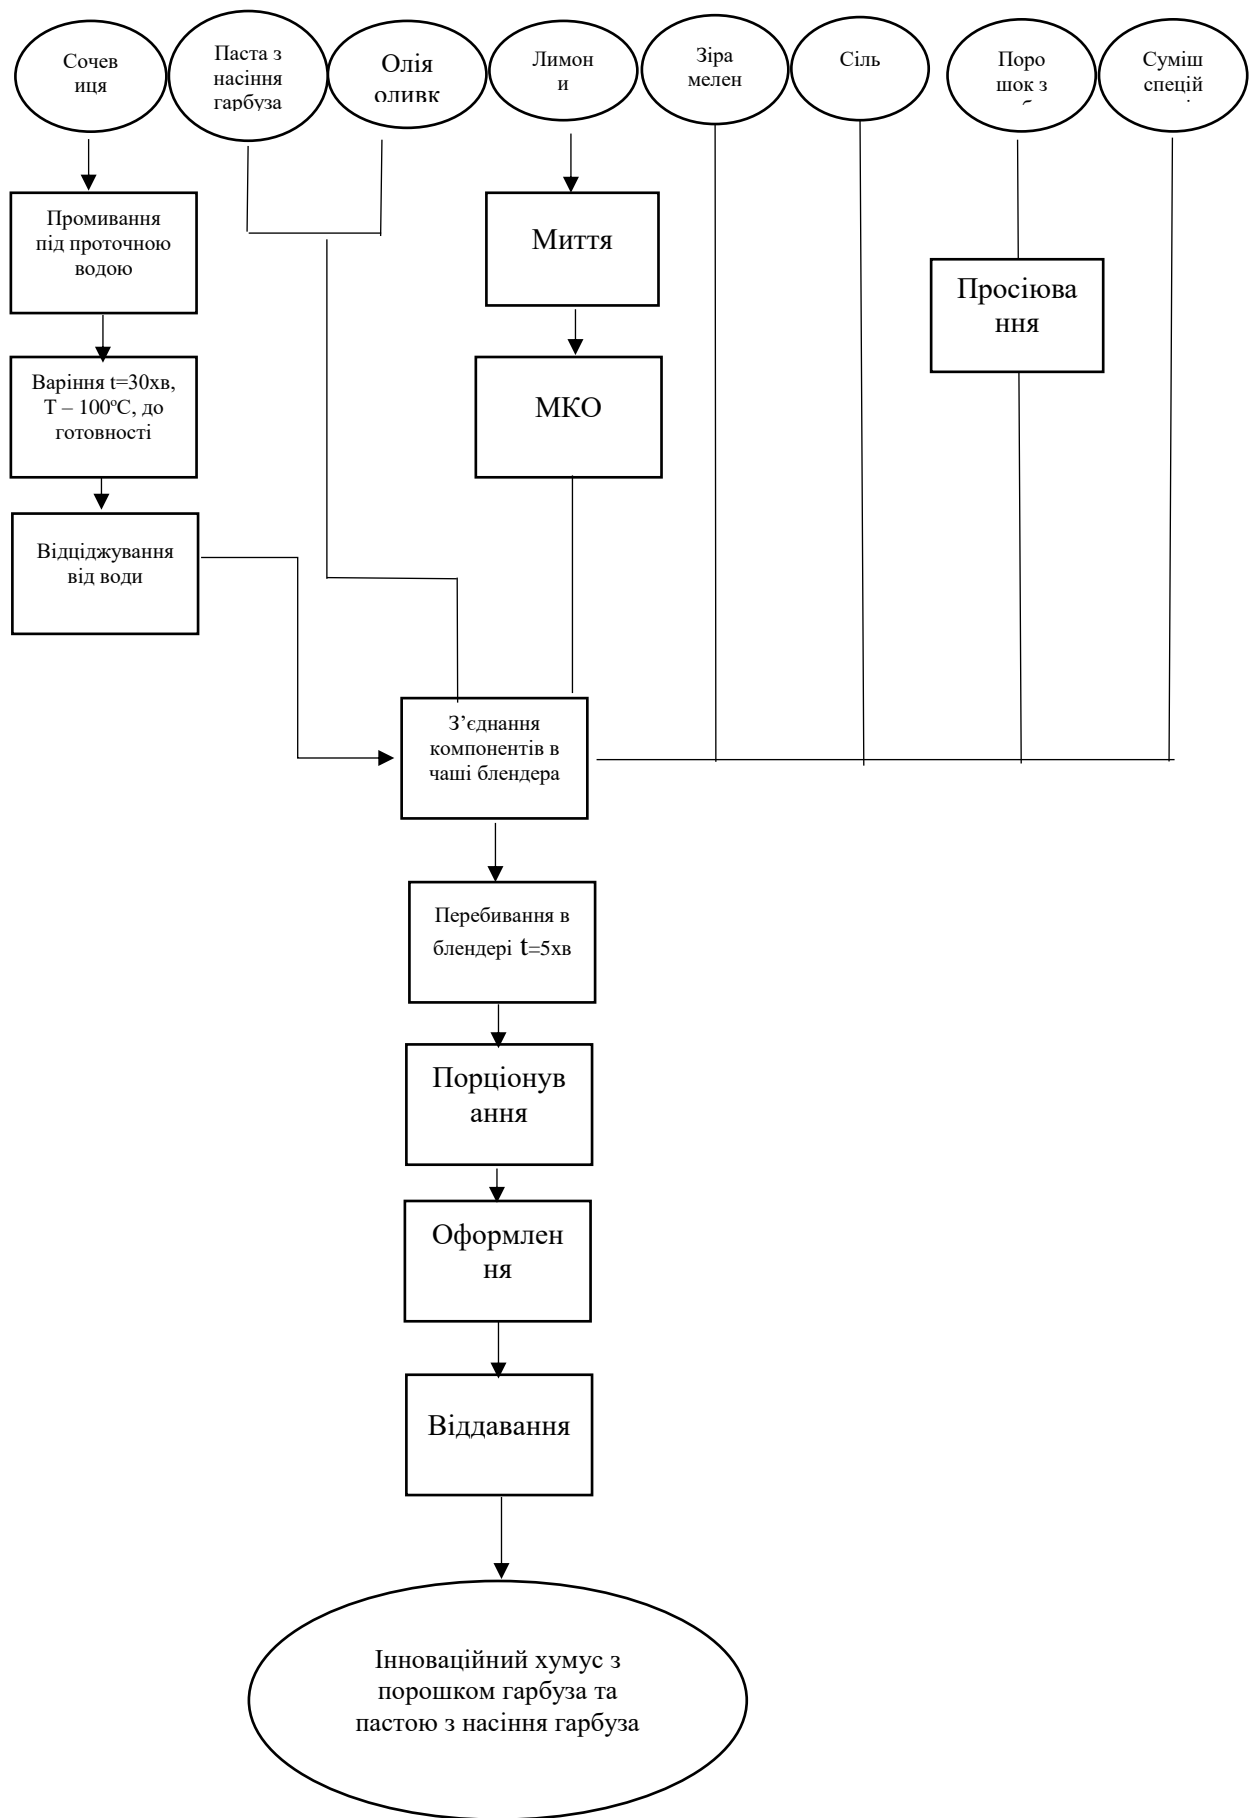 Сочев
иця
Паста з
насіння
гарбуза
Олія
оливк
Лимон
и
Зіра
мелен
Сіль
Поро
шок з
Суміш
спецій
Промивання
під проточною
водою
Миття
Просіюва
ння
Варіння t=30хв,
Т – 100ºС, до
готовності
МКО
Відціджування
від води
З’єднання
компонентів в
чаші блендера
Перебивання в
блендері t=5хв
Порціонув
ання
Оформлен
ня
Віддавання
Інноваційний хумус з
порошком гарбуза та
пастою з насіння гарбуза